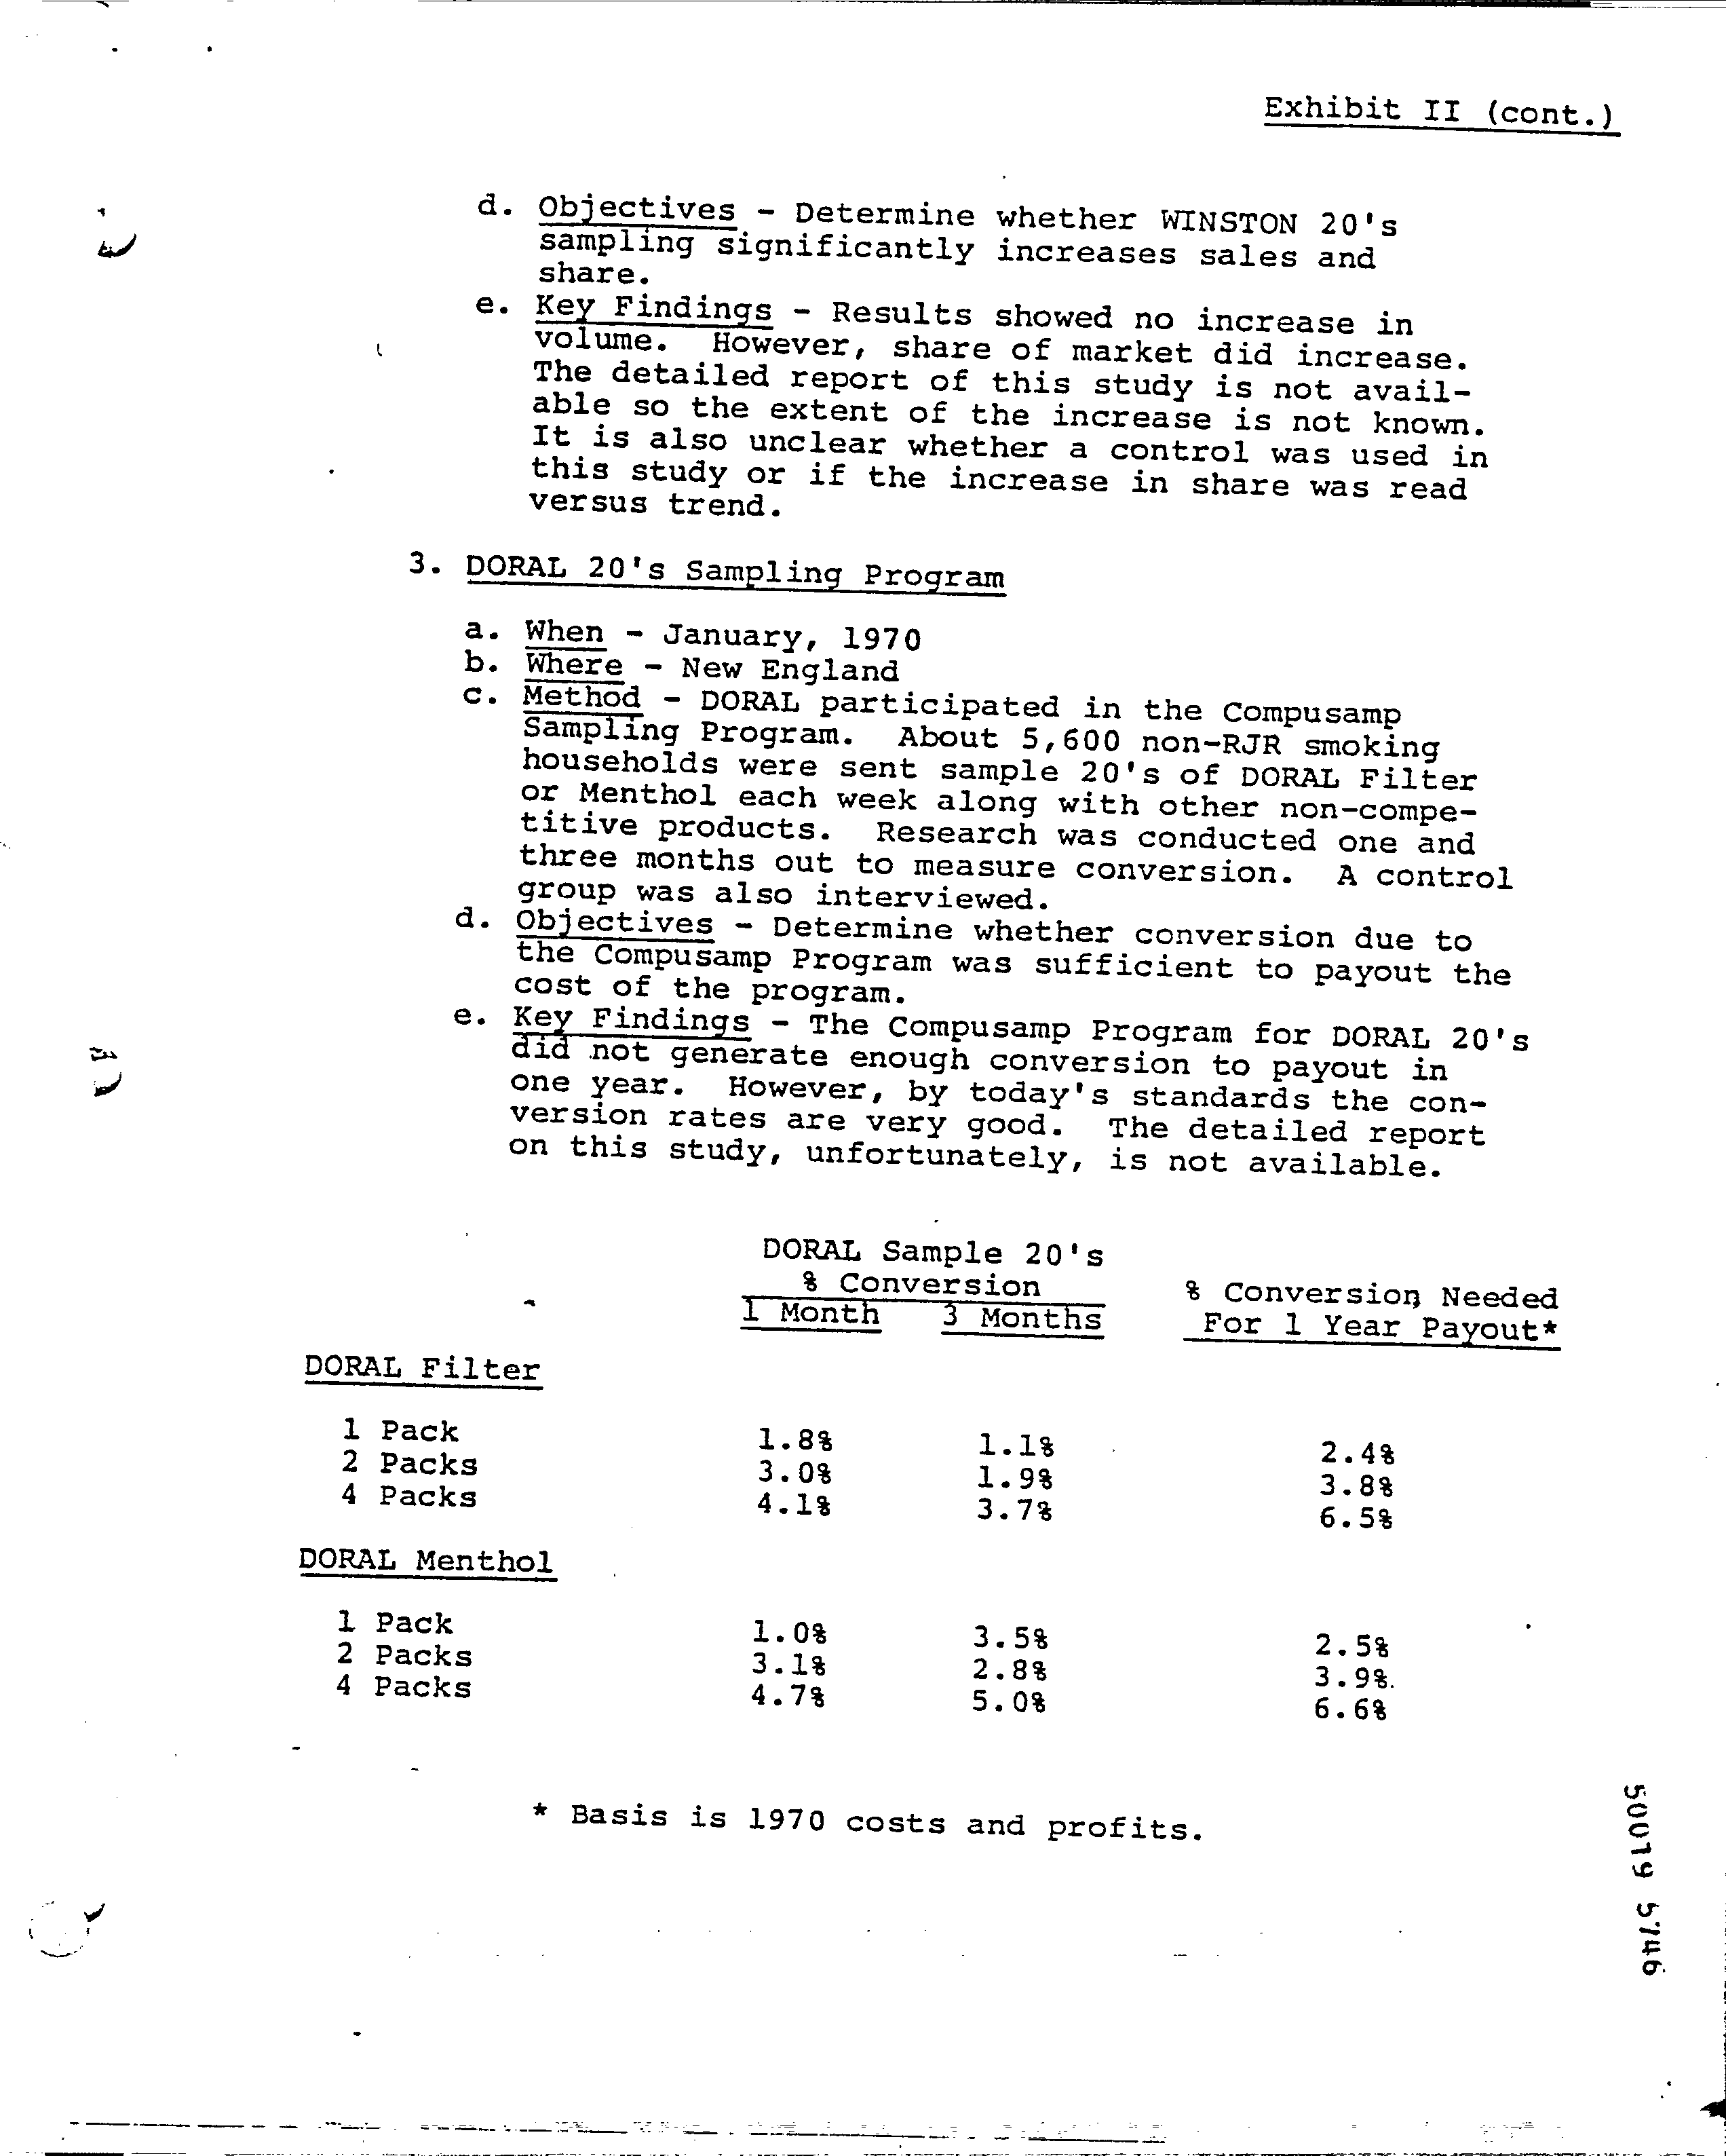 Exhibit II (cont.)
d. Objectives - Determine whether WINSTON 20's
sampling significantly increases sales and
share.
e. Key Findings - Results showed no increase in
volume. However, share of market did increase.
The detailed report of this study is not avail-
able so the extent of the increase is not known.
It is also unclear whether a control was used in
this study or if the increase in share was read
versus trend.
3. DORAL 20's Sampling Program
a. When - January, 1970
b. Where - New England
c. Method - DORAL participated in the Compusamp
Sampling Program. About 5,600 non-RJR smoking
households were sent sample 20's of DORAL Filter
or Menthol each week along with other non-compe-
titive products. Research was conducted one and
three months out to measure conversion. A control
group was also interviewed.
d. Objectives - Determine whether conversion due to
the Compusamp Program was sufficient to payout the
cost of the program.
e. Key Findings - The Compusamp Program for DORAL 20's
did not generate enough conversion to payout in
one year. However, by today's standards the con-
version rates are very good. The detailed report
on this study, unfortunately, is not available.
DORAL Sample 20's
% Conversion % Conversion Needed
1 Month 3 Months For 1 Year Payout*
DORAL Filter
1 Pack 1.8% 1.1% 2.4%
2 Packs 3.0% 1.9% 3.8%
4 Packs 4.1% 3.7% 6.5%
DORAL Menthol
1 Pack 1.0% 3.5% 2.5%
2 Packs 3.1% 2.8% 3.9%
4 Packs 4.7% 5.0% 6.6%
* Basis is 1970 costs and profits.
50019 5746